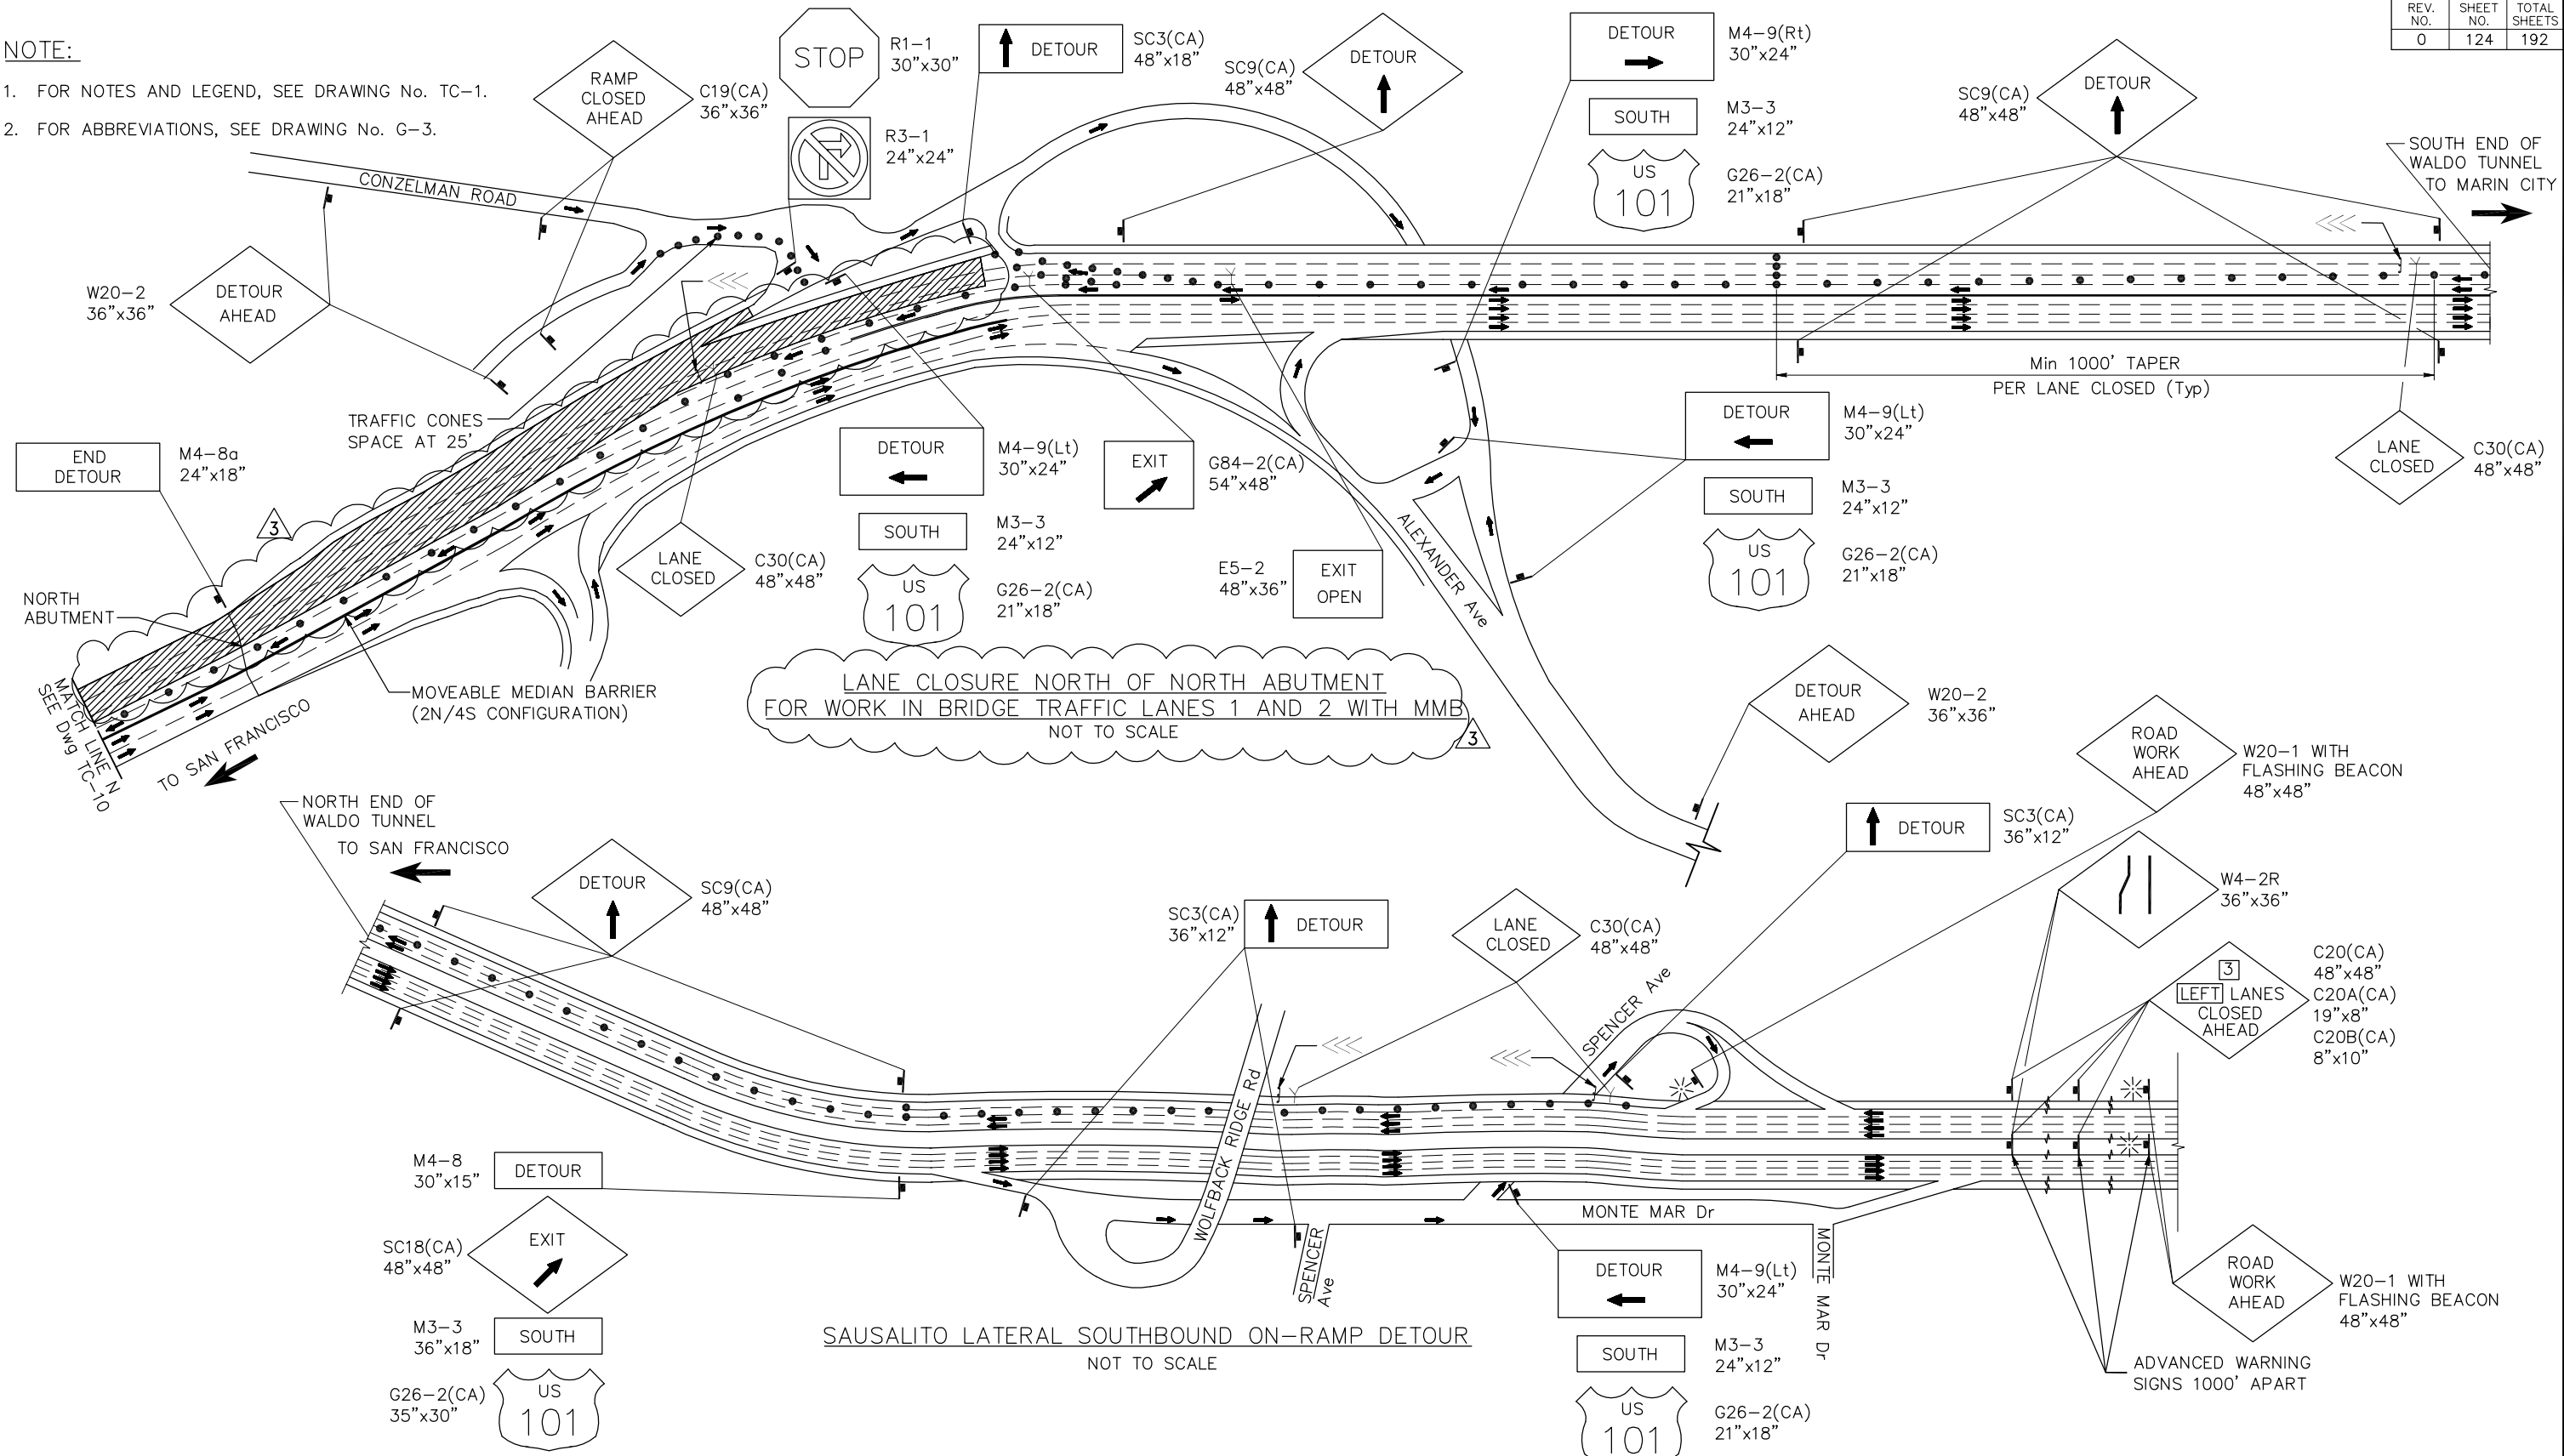 REV. NO.
SHEET NO.
TOTAL SHEETS
0
124
192
NOTE:
1. FOR NOTES AND LEGEND, SEE DRAWING No. TC-1.
2. FOR ABBREVIATIONS, SEE DRAWING No. G-3.
RAMP
CLOSED
AHEAD
C19(CA)
36"x36"
STOP
R1-1
30"x30"
R3-1
24"x24"
DETOUR
SC3(CA)
48"x18"
SC9(CA)
48"x48"
DETOUR
DETOUR
M4-9(Rt)
30"x24"
SOUTH
M3-3
24"x12"
US
101
G26-2(CA)
21"x18"
SC9(CA)
48"x48"
DETOUR
SOUTH END OF
WALDO TUNNEL
TO MARIN CITY
CONZELMAN ROAD
W20-2
36"x36"
DETOUR
AHEAD
TRAFFIC CONES
SPACE AT 25'
END
DETOUR
M4-8a
24"x18"
3
NORTH
ABUTMENT
MATCH LINE N
SEE Dwg TC-10
TO SAN FRANCISCO
MOVEABLE MEDIAN BARRIER
(2N/4S CONFIGURATION)
LANE
CLOSED
C30(CA)
48"x48"
DETOUR
M4-9(Lt)
30"x24"
SOUTH
M3-3
24"x12"
US
101
G26-2(CA)
21"x18"
EXIT
G84-2(CA)
54"x48"
E5-2
48"x36"
EXIT
OPEN
ALEXANDER Ave
Min 1000' TAPER
PER LANE CLOSED (Typ)
DETOUR
M4-9(Lt)
30"x24"
SOUTH
M3-3
24"x12"
US
101
G26-2(CA)
21"x18"
LANE
CLOSED
C30(CA)
48"x48"
LANE CLOSURE NORTH OF NORTH ABUTMENT
FOR WORK IN BRIDGE TRAFFIC LANES 1 AND 2 WITH MMB
NOT TO SCALE
3
DETOUR
AHEAD
W20-2
36"x36"
ROAD
WORK
AHEAD
W20-1 WITH
FLASHING BEACON
48"x48"
NORTH END OF
WALDO TUNNEL
TO SAN FRANCISCO
DETOUR
SC9(CA)
48"x48"
SC3(CA)
36"x12"
DETOUR
LANE
CLOSED
C30(CA)
48"x48"
DETOUR
SC3(CA)
36"x12"
W4-2R
36"x36"
3
LEFT LANES
CLOSED
AHEAD
C20(CA)
48"x48"
C20A(CA)
19"x8"
C20B(CA)
8"x10"
SPENCER Ave
WOLFBACK RIDGE Rd
M4-8
30"x15"
DETOUR
SC18(CA)
48"x48"
EXIT
M3-3
36"x18"
SOUTH
G26-2(CA)
35"x30"
US
101
SPENCER
Ave
MONTE MAR Dr
MONTE MAR Dr
DETOUR
M4-9(Lt)
30"x24"
SOUTH
M3-3
24"x12"
US
101
G26-2(CA)
21"x18"
ROAD
WORK
AHEAD
W20-1 WITH
FLASHING BEACON
48"x48"
ADVANCED WARNING
SIGNS 1000' APART
SAUSALITO LATERAL SOUTHBOUND ON-RAMP DETOUR
NOT TO SCALE